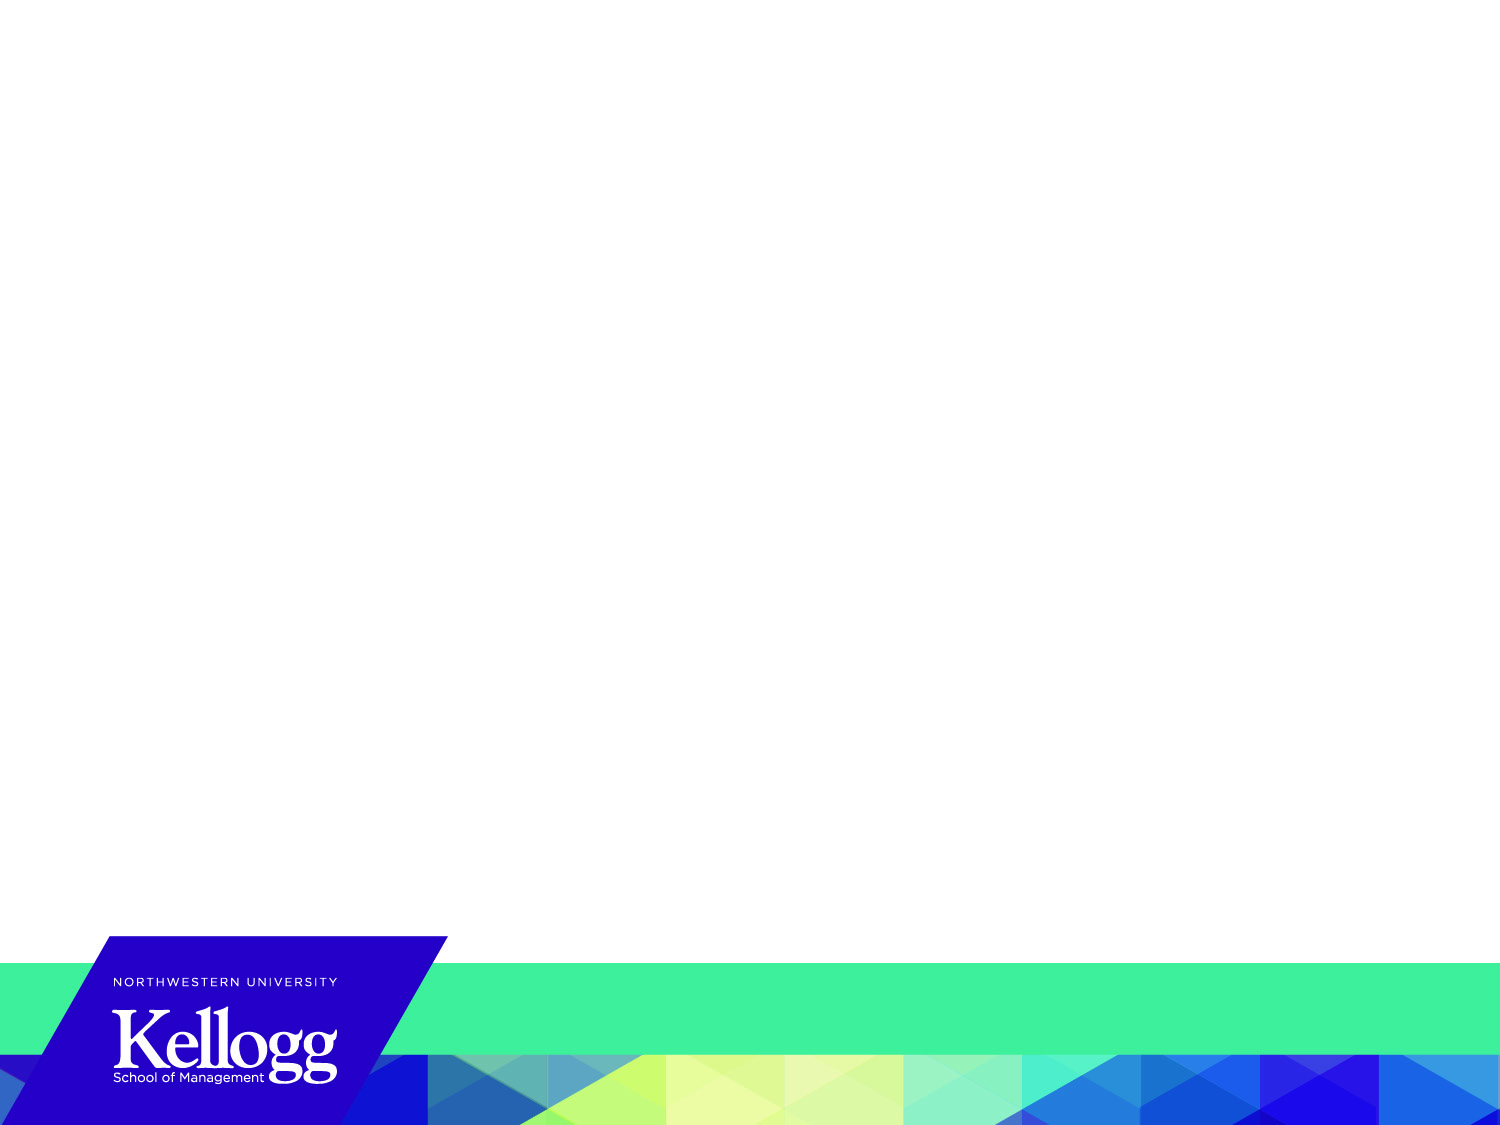 NORTHWESTERN UNIVERSITY
Kellogg
School of Management